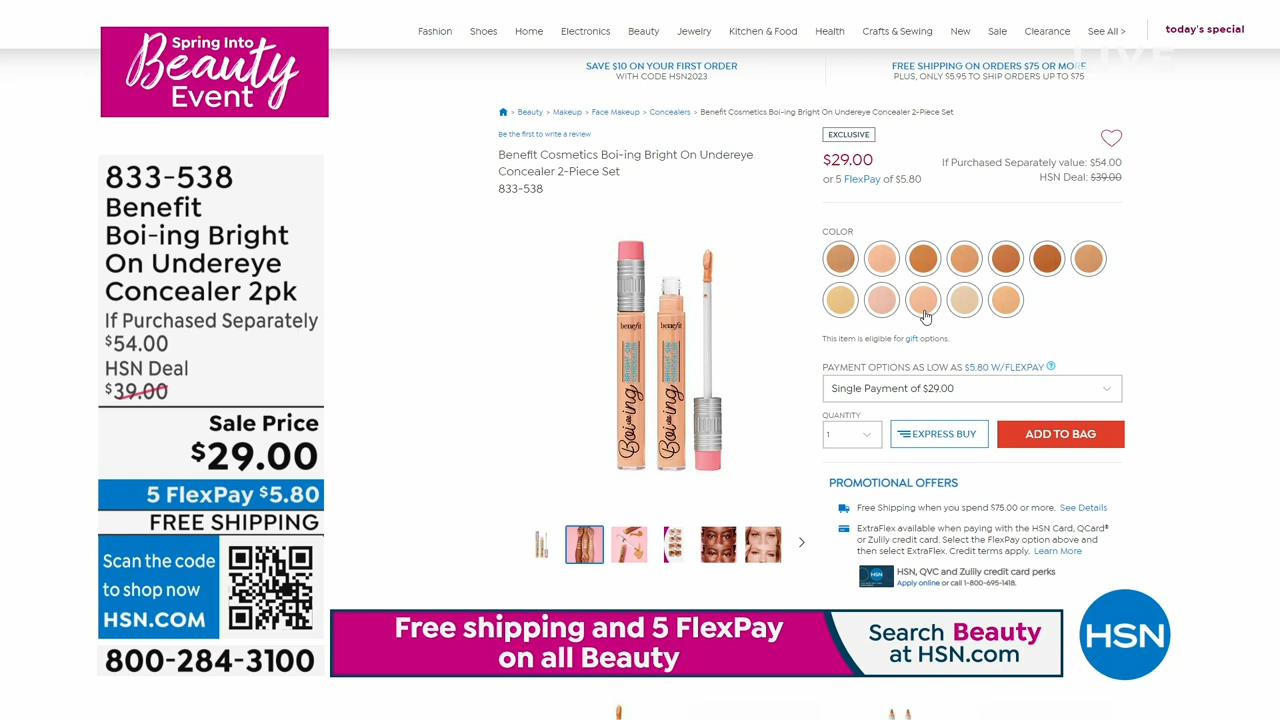 Spring Into
Beauty
Event
Fashion Shoes Home Electronics Beauty Jewelry Kitchen & Food Health Crafts & Sewing New Sale Clearance See All > today's special
LIVE
SAVE $10 ON YOUR FIRST ORDER
WITH CODE HSN2023
FREE SHIPPING ON ORDERS $75 OR MORE
PLUS, ONLY $5.95 TO SHIP ORDERS UP TO $75
> Beauty > Makeup > Face Makeup > Concealers > Benefit Cosmetics Boi-ing Bright On Undereye Concealer 2-Piece Set
Be the first to write a review
Benefit Cosmetics Boi-ing Bright On Undereye
Concealer 2-Piece Set
833-538
EXCLUSIVE
$29.00
or 5 FlexPay of $5.80
If Purchased Separately value: $54.00
HSN Deal: $39.00
COLOR
This item is eligible for gift options.
PAYMENT OPTIONS AS LOW AS $5.80 W/FLEXPAY ?
Single Payment of $29.00
QUANTITY
1
EXPRESS BUY
ADD TO BAG
PROMOTIONAL OFFERS
Free Shipping when you spend $75.00 or more. See Details
ExtraFlex available when paying with the HSN Card, QCard®
or Zulily credit card. Select the FlexPay option above and
then select ExtraFlex. Credit terms apply. Learn More
HSN
HSN, QVC and Zulily credit card perks
Apply online or call 1-800-695-1418.
benefit
BRIGHT ON
Boi-ing
benefit
BRIGHT ON
Boi-ing
833-538
Benefit
Boi-ing Bright
On Undereye
Concealer 2pk
If Purchased Separately
$54.00
HSN Deal
$39.00
Sale Price
$29.00
5 FlexPay $5.80
FREE SHIPPING
Scan the code
to shop now
HSN.COM
800-284-3100
Free shipping and 5 FlexPay
on all Beauty
Search Beauty
at HSN.com
HSN